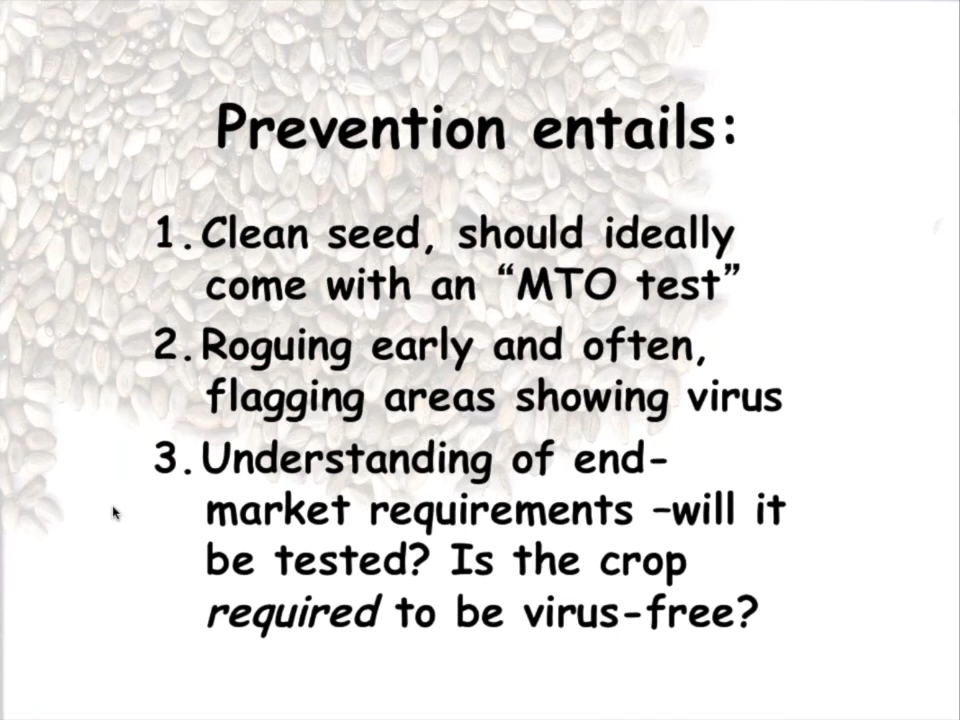 Prevention entails:
1. Clean seed, should ideally
come with an “MTO test”
2. Roguing early and often,
flagging areas showing virus
3. Understanding of end-
market requirements –will it
be tested? Is the crop
required to be virus-free?